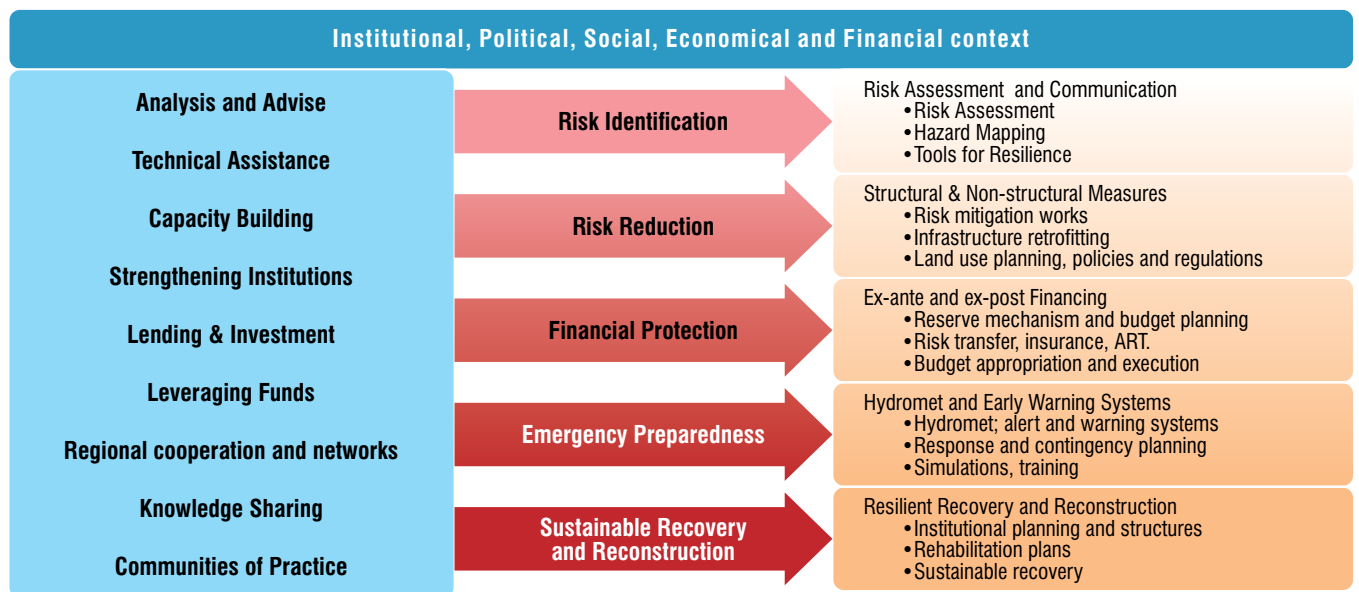 Institutional, Political, Social, Economical and Financial context
Analysis and Advise
Technical Assistance
Capacity Building
Strengthening Institutions
Lending & Investment
Leveraging Funds
Regional cooperation and networks
Knowledge Sharing
Communities of Practice
Risk Identification
Risk Assessment and Communication
• Risk Assessment
• Hazard Mapping
• Tools for Resilience
Risk Reduction
Structural & Non-structural Measures
• Risk mitigation works
• Infrastructure retrofitting
• Land use planning, policies and regulations
Financial Protection
Ex-ante and ex-post Financing
• Reserve mechanism and budget planning
• Risk transfer, insurance, ART.
• Budget appropriation and execution
Emergency Preparedness
Hydromet and Early Warning Systems
• Hydromet; alert and warning systems
• Response and contingency planning
• Simulations, training
Sustainable Recovery
and Reconstruction
Resilient Recovery and Reconstruction
• Institutional planning and structures
• Rehabilitation plans
• Sustainable recovery